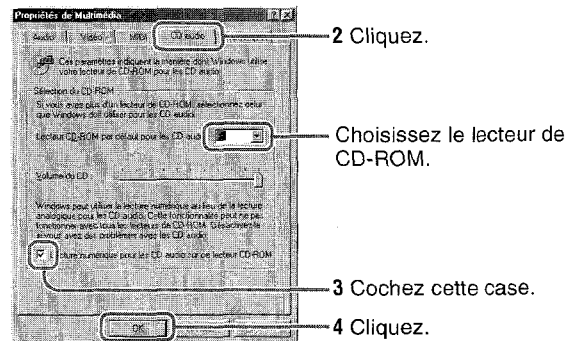 Propriétés de Multimédia
Audio Vidéo MIDI CD audio
2 Cliquez.
Ces paramètres indiquent la manière dont Windows utilise
votre lecteur de CD-ROM pour les CD audio.
Sélection du CD-ROM
Si vous avez plus d'un lecteur de CD-ROM, sélectionnez celui
que Windows doit utiliser pour les CD audio.
Lecteur CD-ROM par défaut pour les CD audio
Choisissez le lecteur de
CD-ROM.
Volume du CD
Windows peut utiliser la lecture numérique au lieu de la lecture
analogique pour les CD audio. Cette fonctionnalité peut ne pas
fonctionner avec tous les lecteurs de CD-ROM. Désactivez-le
si vous avez des problèmes avec les CD audio.
cture numérique pour les CD audio sur ce lecteur CD-ROM
3 Cochez cette case.
OK
4 Cliquez.